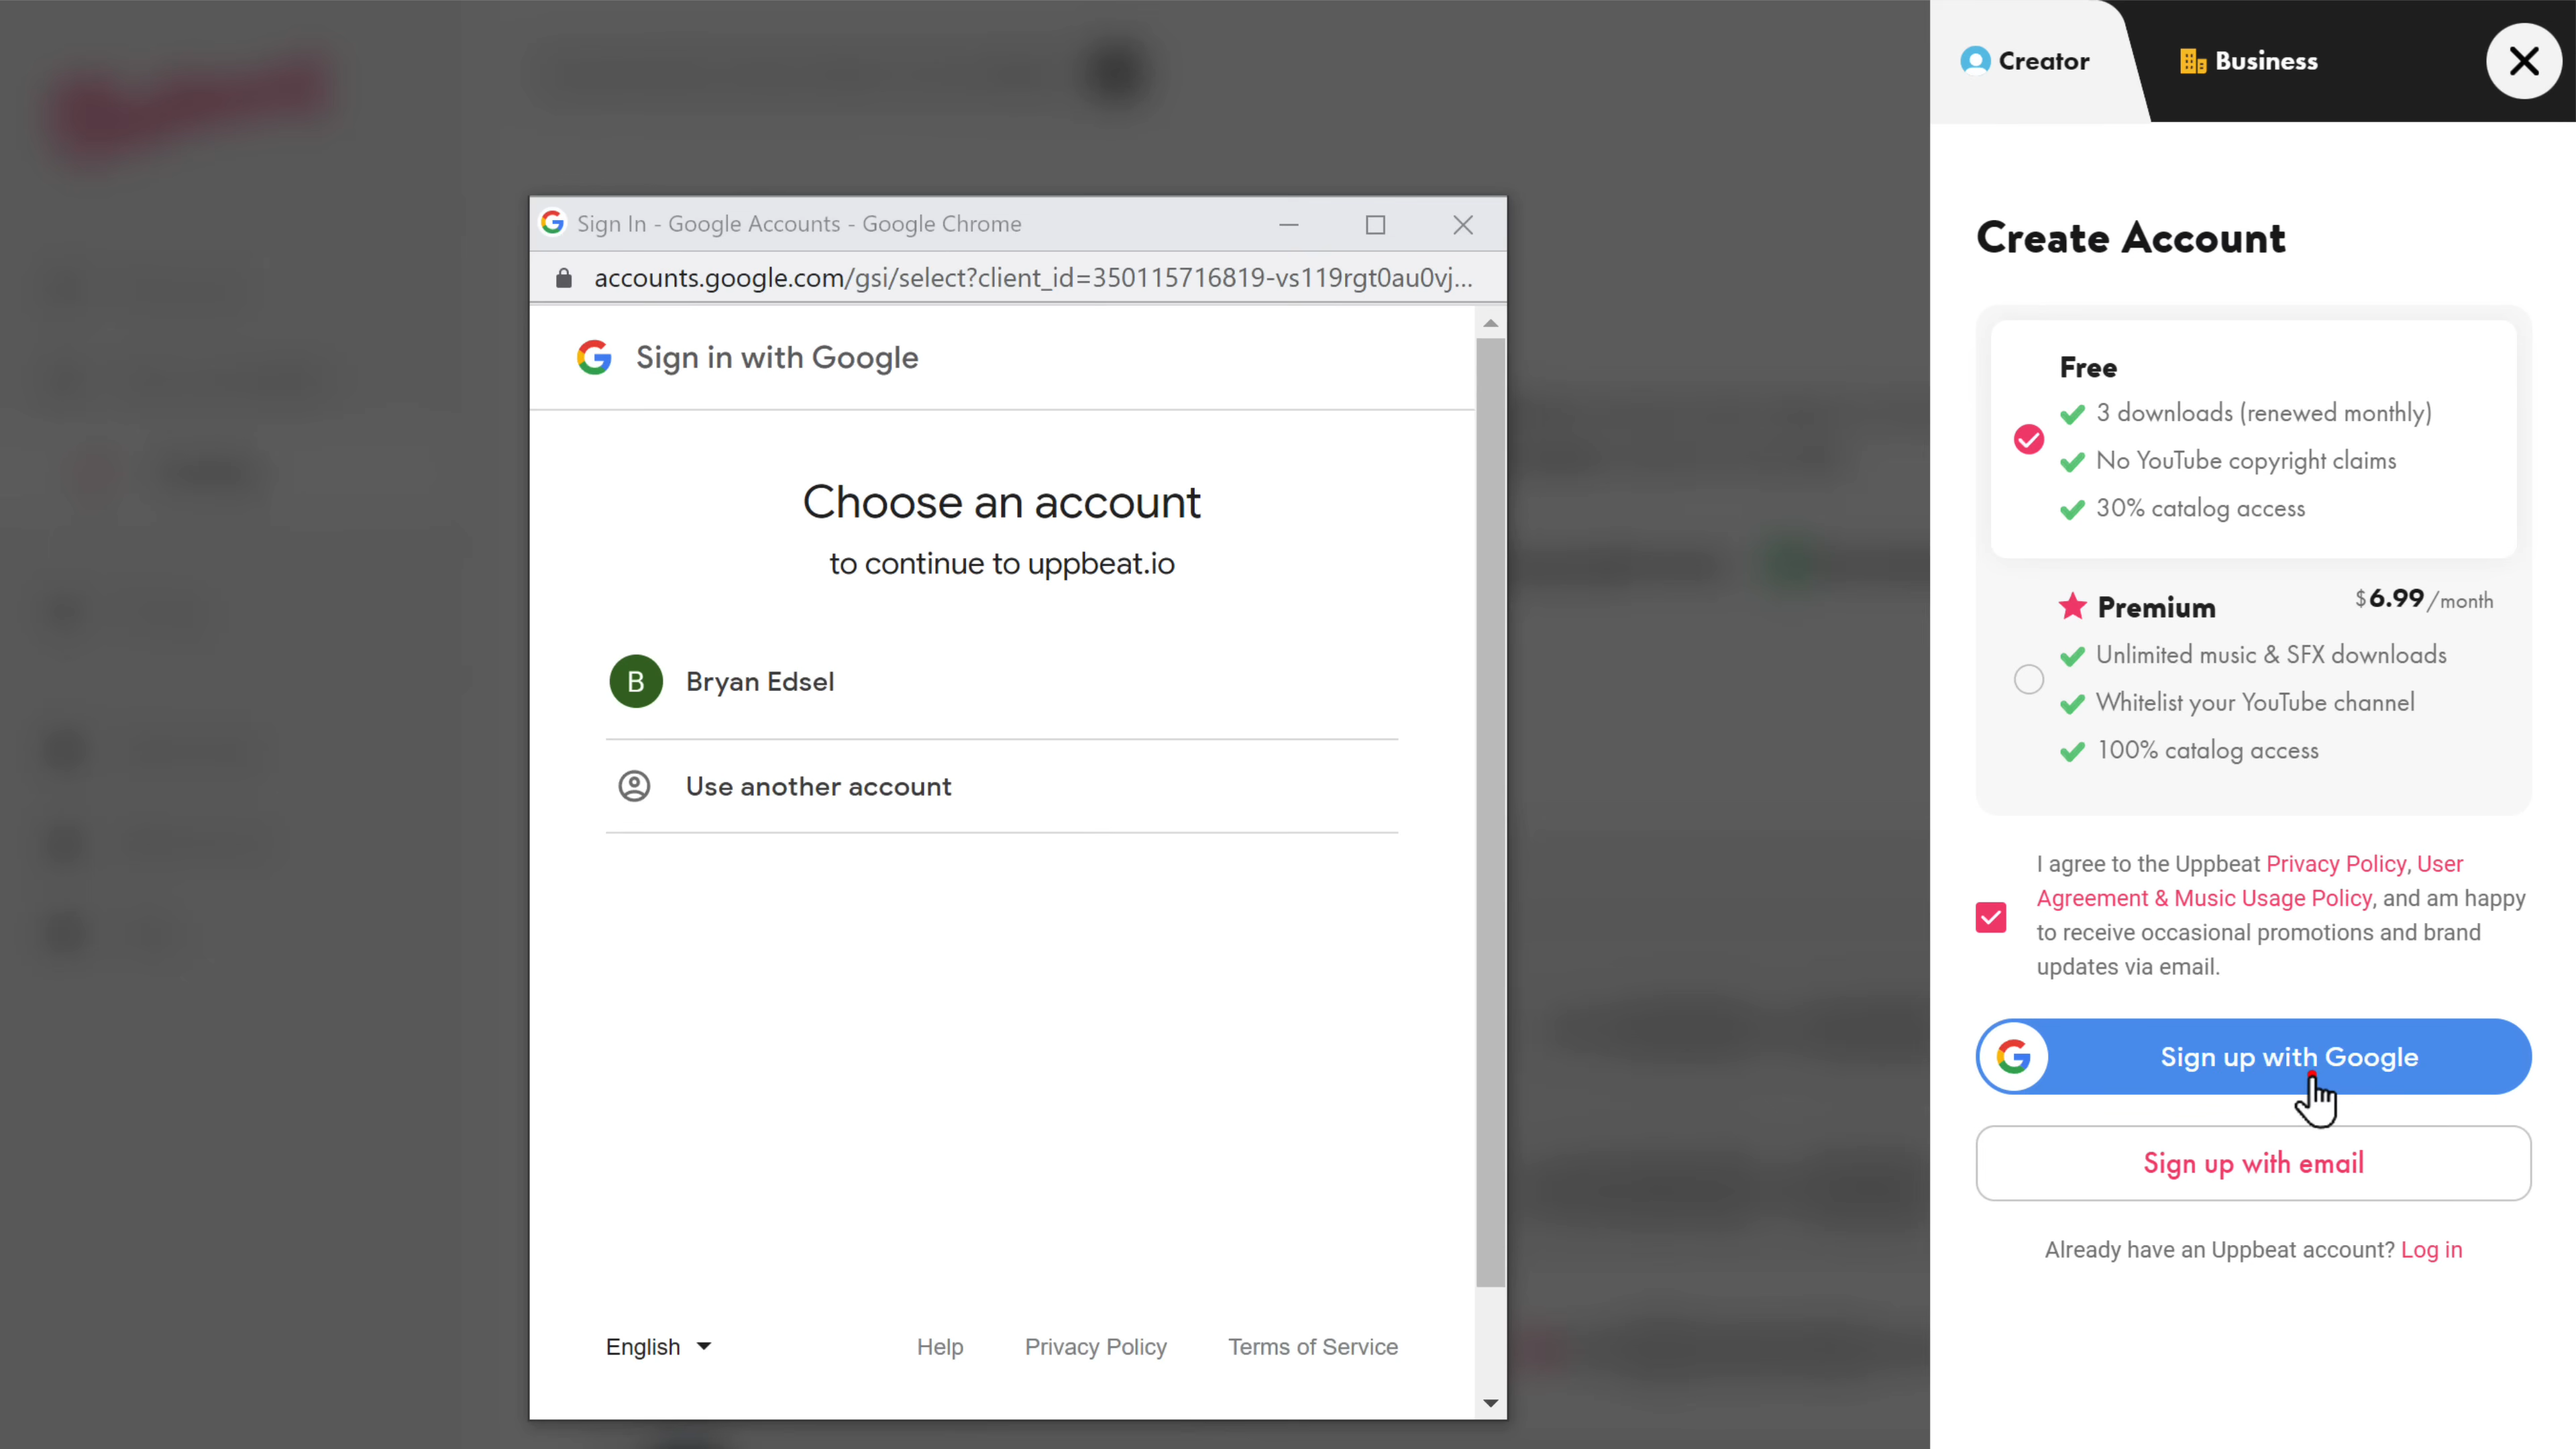 Sign In - Google Accounts - Google Chrome
accounts.google.com/gsi/select?client_id=350115716819-vs119rgt0au0vj...
Sign in with Google
Choose an account
to continue to uppbeat.io
B Bryan Edsel
Use another account
English
Help
Privacy Policy
Terms of Service
Creator
Business
Create Account
Free
3 downloads (renewed monthly)
No YouTube copyright claims
30% catalog access
Premium $6.99/month
Unlimited music & SFX downloads
Whitelist your YouTube channel
100% catalog access
I agree to the Uppbeat Privacy Policy, User
Agreement & Music Usage Policy, and am happy
to receive occasional promotions and brand
updates via email.
Sign up with Google
Sign up with email
Already have an Uppbeat account? Log in